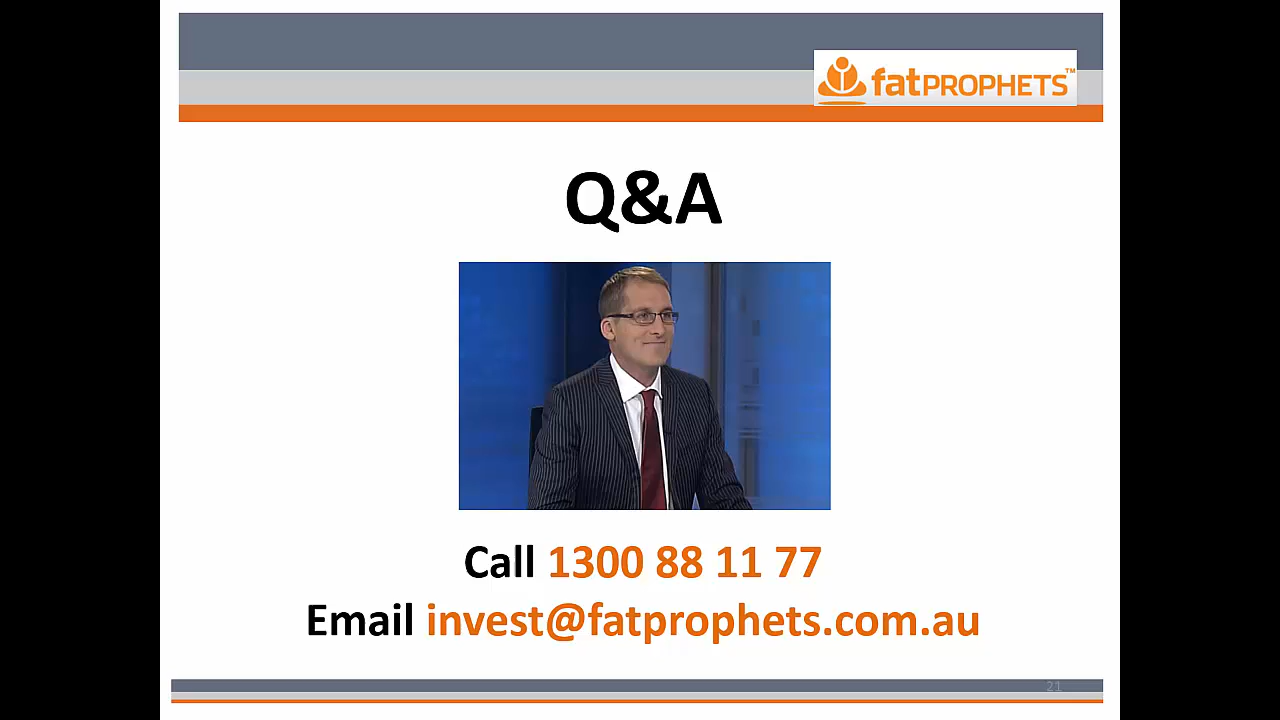 fatPROPHETS™
Q&A
Call 1300 88 11 77
Email invest@fatprophets.com.au
21